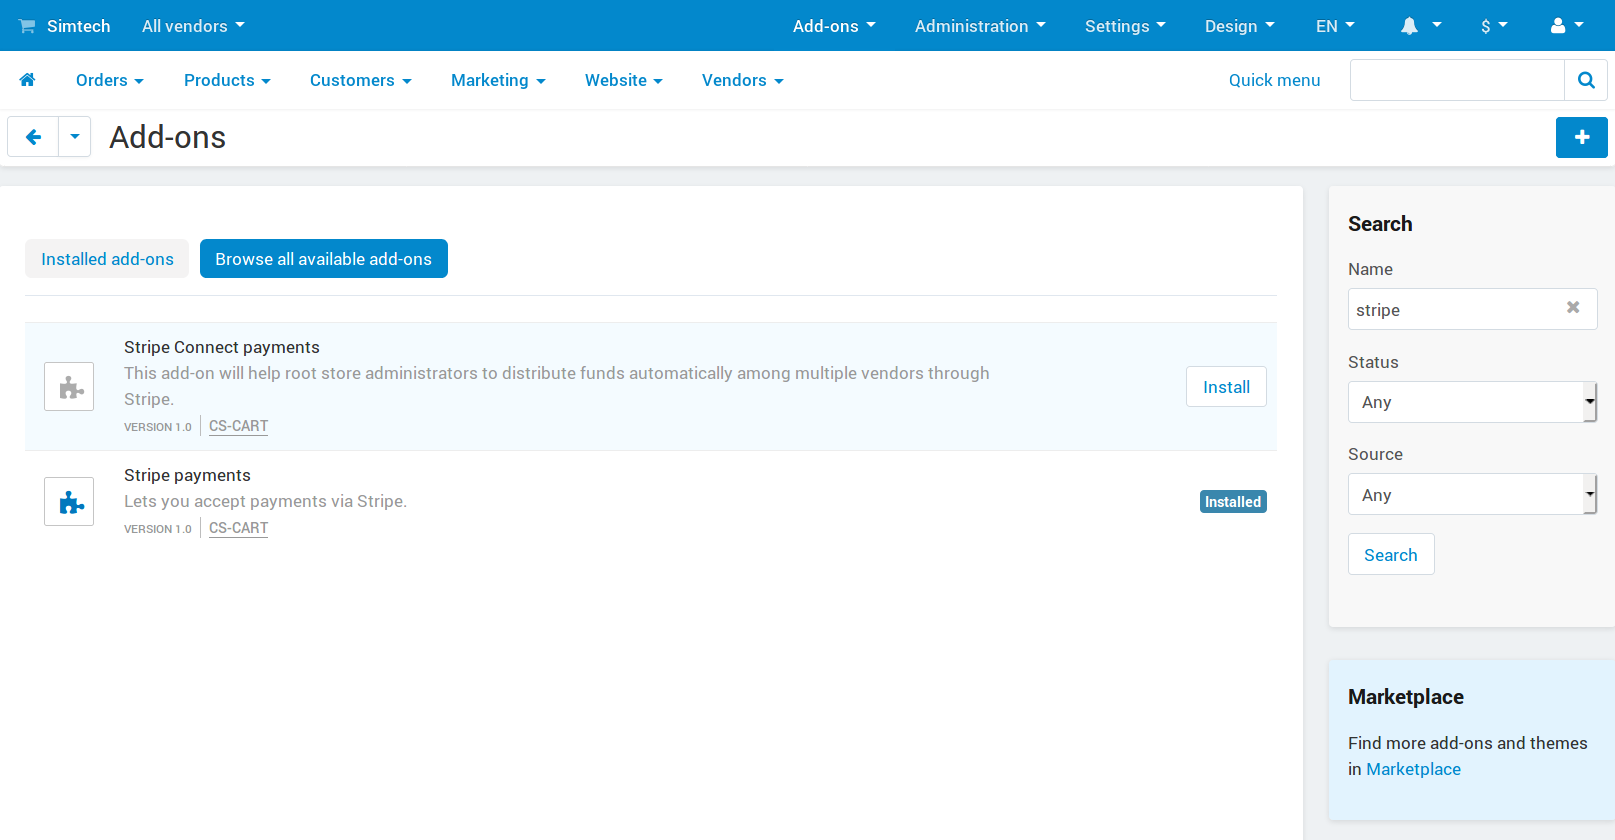 Simtech All vendors Add-ons Administration Settings Design EN $
Orders Products Customers Marketing Website Vendors Quick menu
Add-ons
Installed add-ons Browse all available add-ons
Stripe Connect payments
This add-on will help root store administrators to distribute funds automatically among multiple vendors through
Stripe.
VERSION 1.0 CS-CART
Install
Stripe payments
Lets you accept payments via Stripe.
VERSION 1.0 CS-CART
Installed
Search
Name
stripe
Status
Any
Source
Any
Search
Marketplace
Find more add-ons and themes
in Marketplace